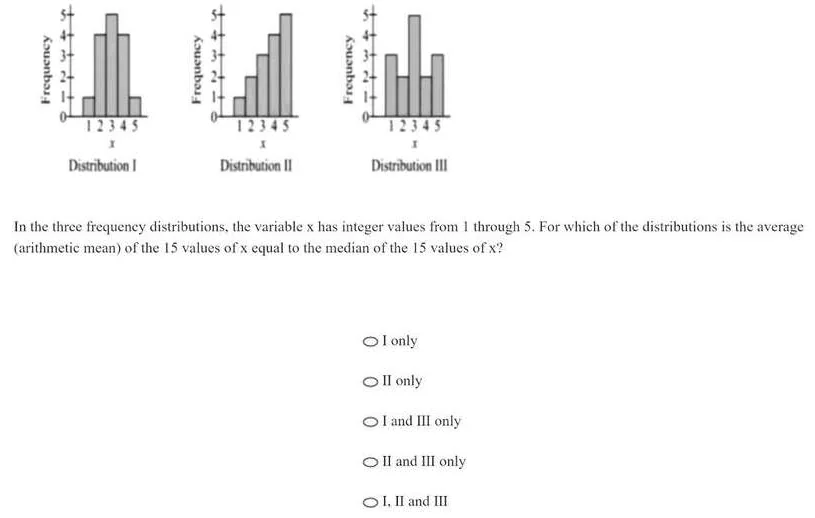 5 5 5
4 4 4
3 3 3
2 2 2
1 1 1
0 0 0
Frequency Frequency Frequency
1 2 3 4 5 1 2 3 4 5 1 2 3 4 5
x x x
Distribution I Distribution II Distribution III
In the three frequency distributions, the variable x has integer values from 1 through 5. For which of the distributions is the average
(arithmetic mean) of the 15 values of x equal to the median of the 15 values of x?
I only
II only
I and III only
II and III only
I, II and III